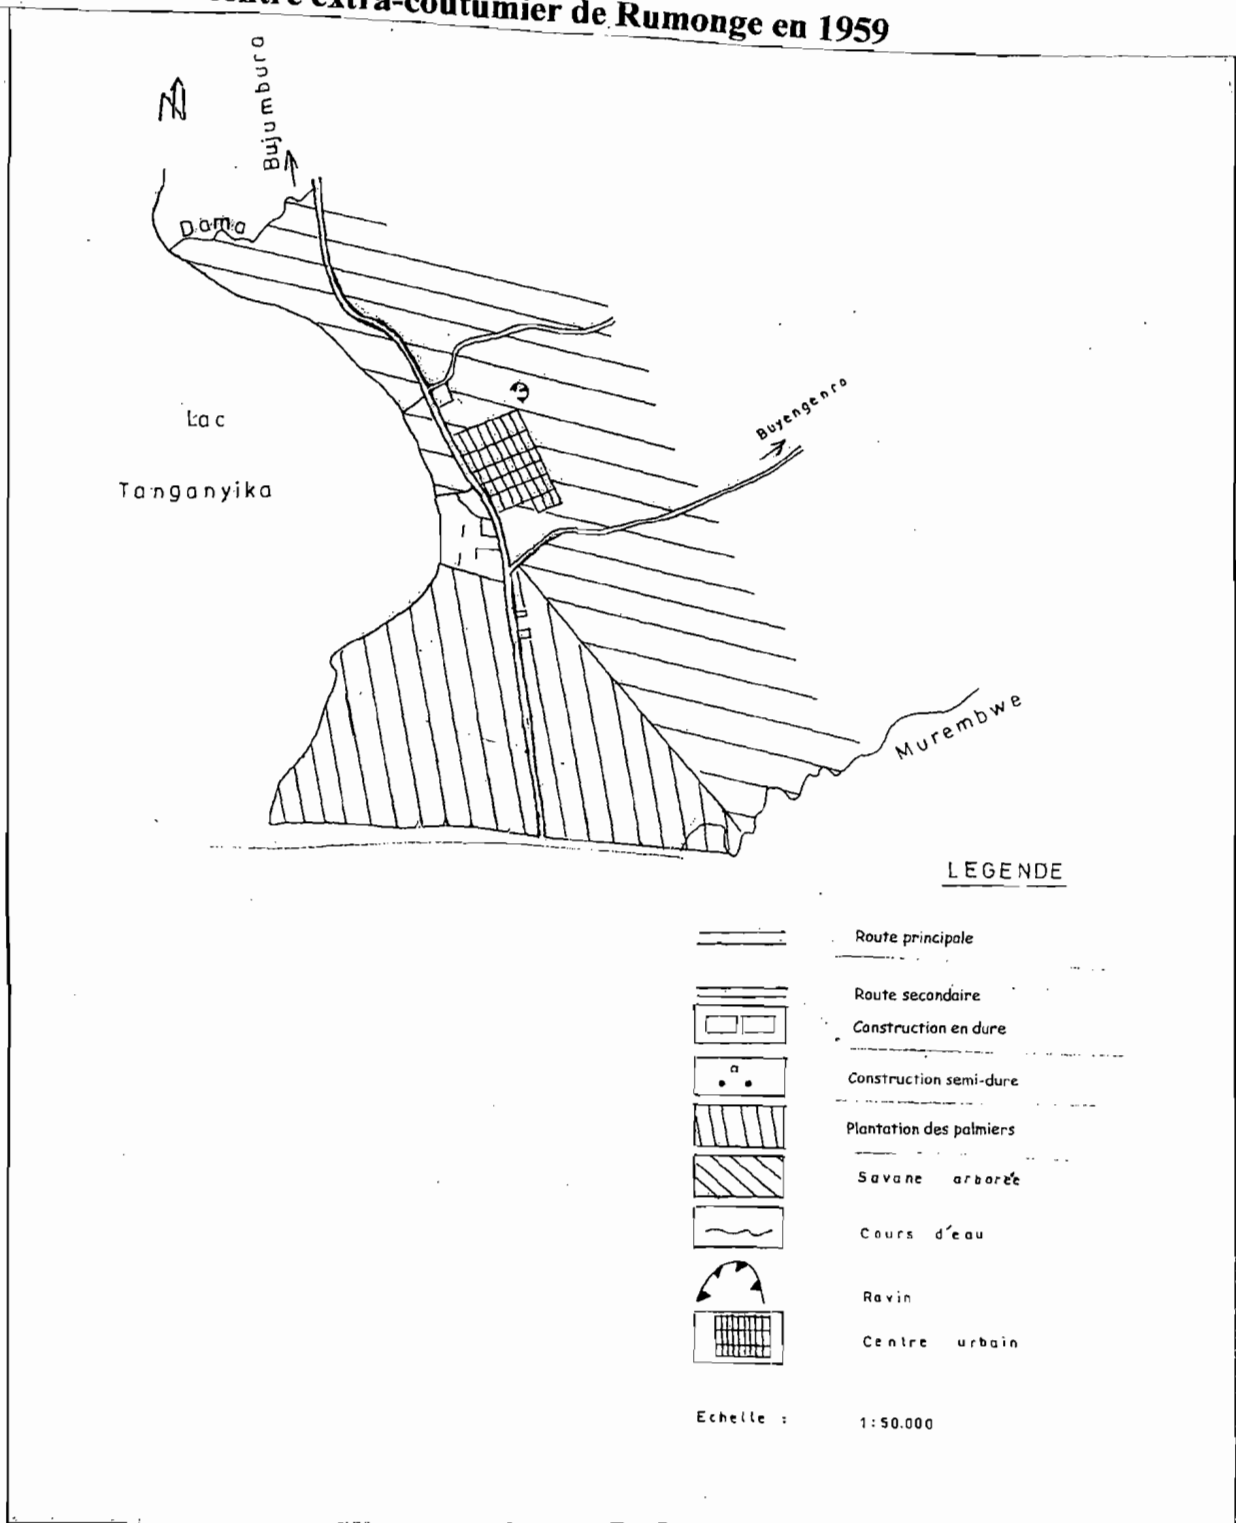 extra-coutumier de Rumonge en 1959
N
Bujumbura
Dama
Lac
Tanganyika
Buyengenro
Murembwe
LEGENDE
Route principale
Route secondaire
Construction en dure
a
Construction semi-dure
Plantation des palmiers
Savane arborée
Cours d'eau
Ravin
Centre urbain
Echelle : 1:50.000